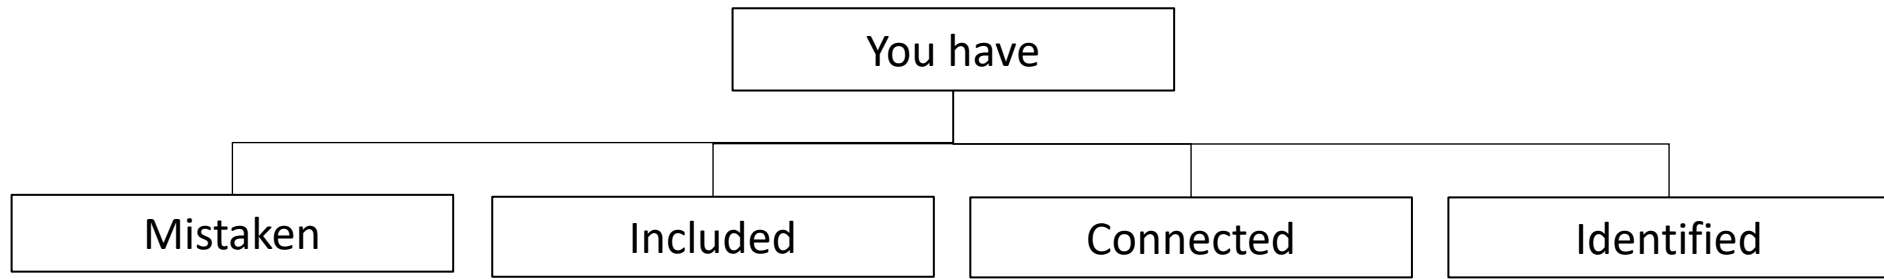 You have
Mistaken
Included
Connected
Identified